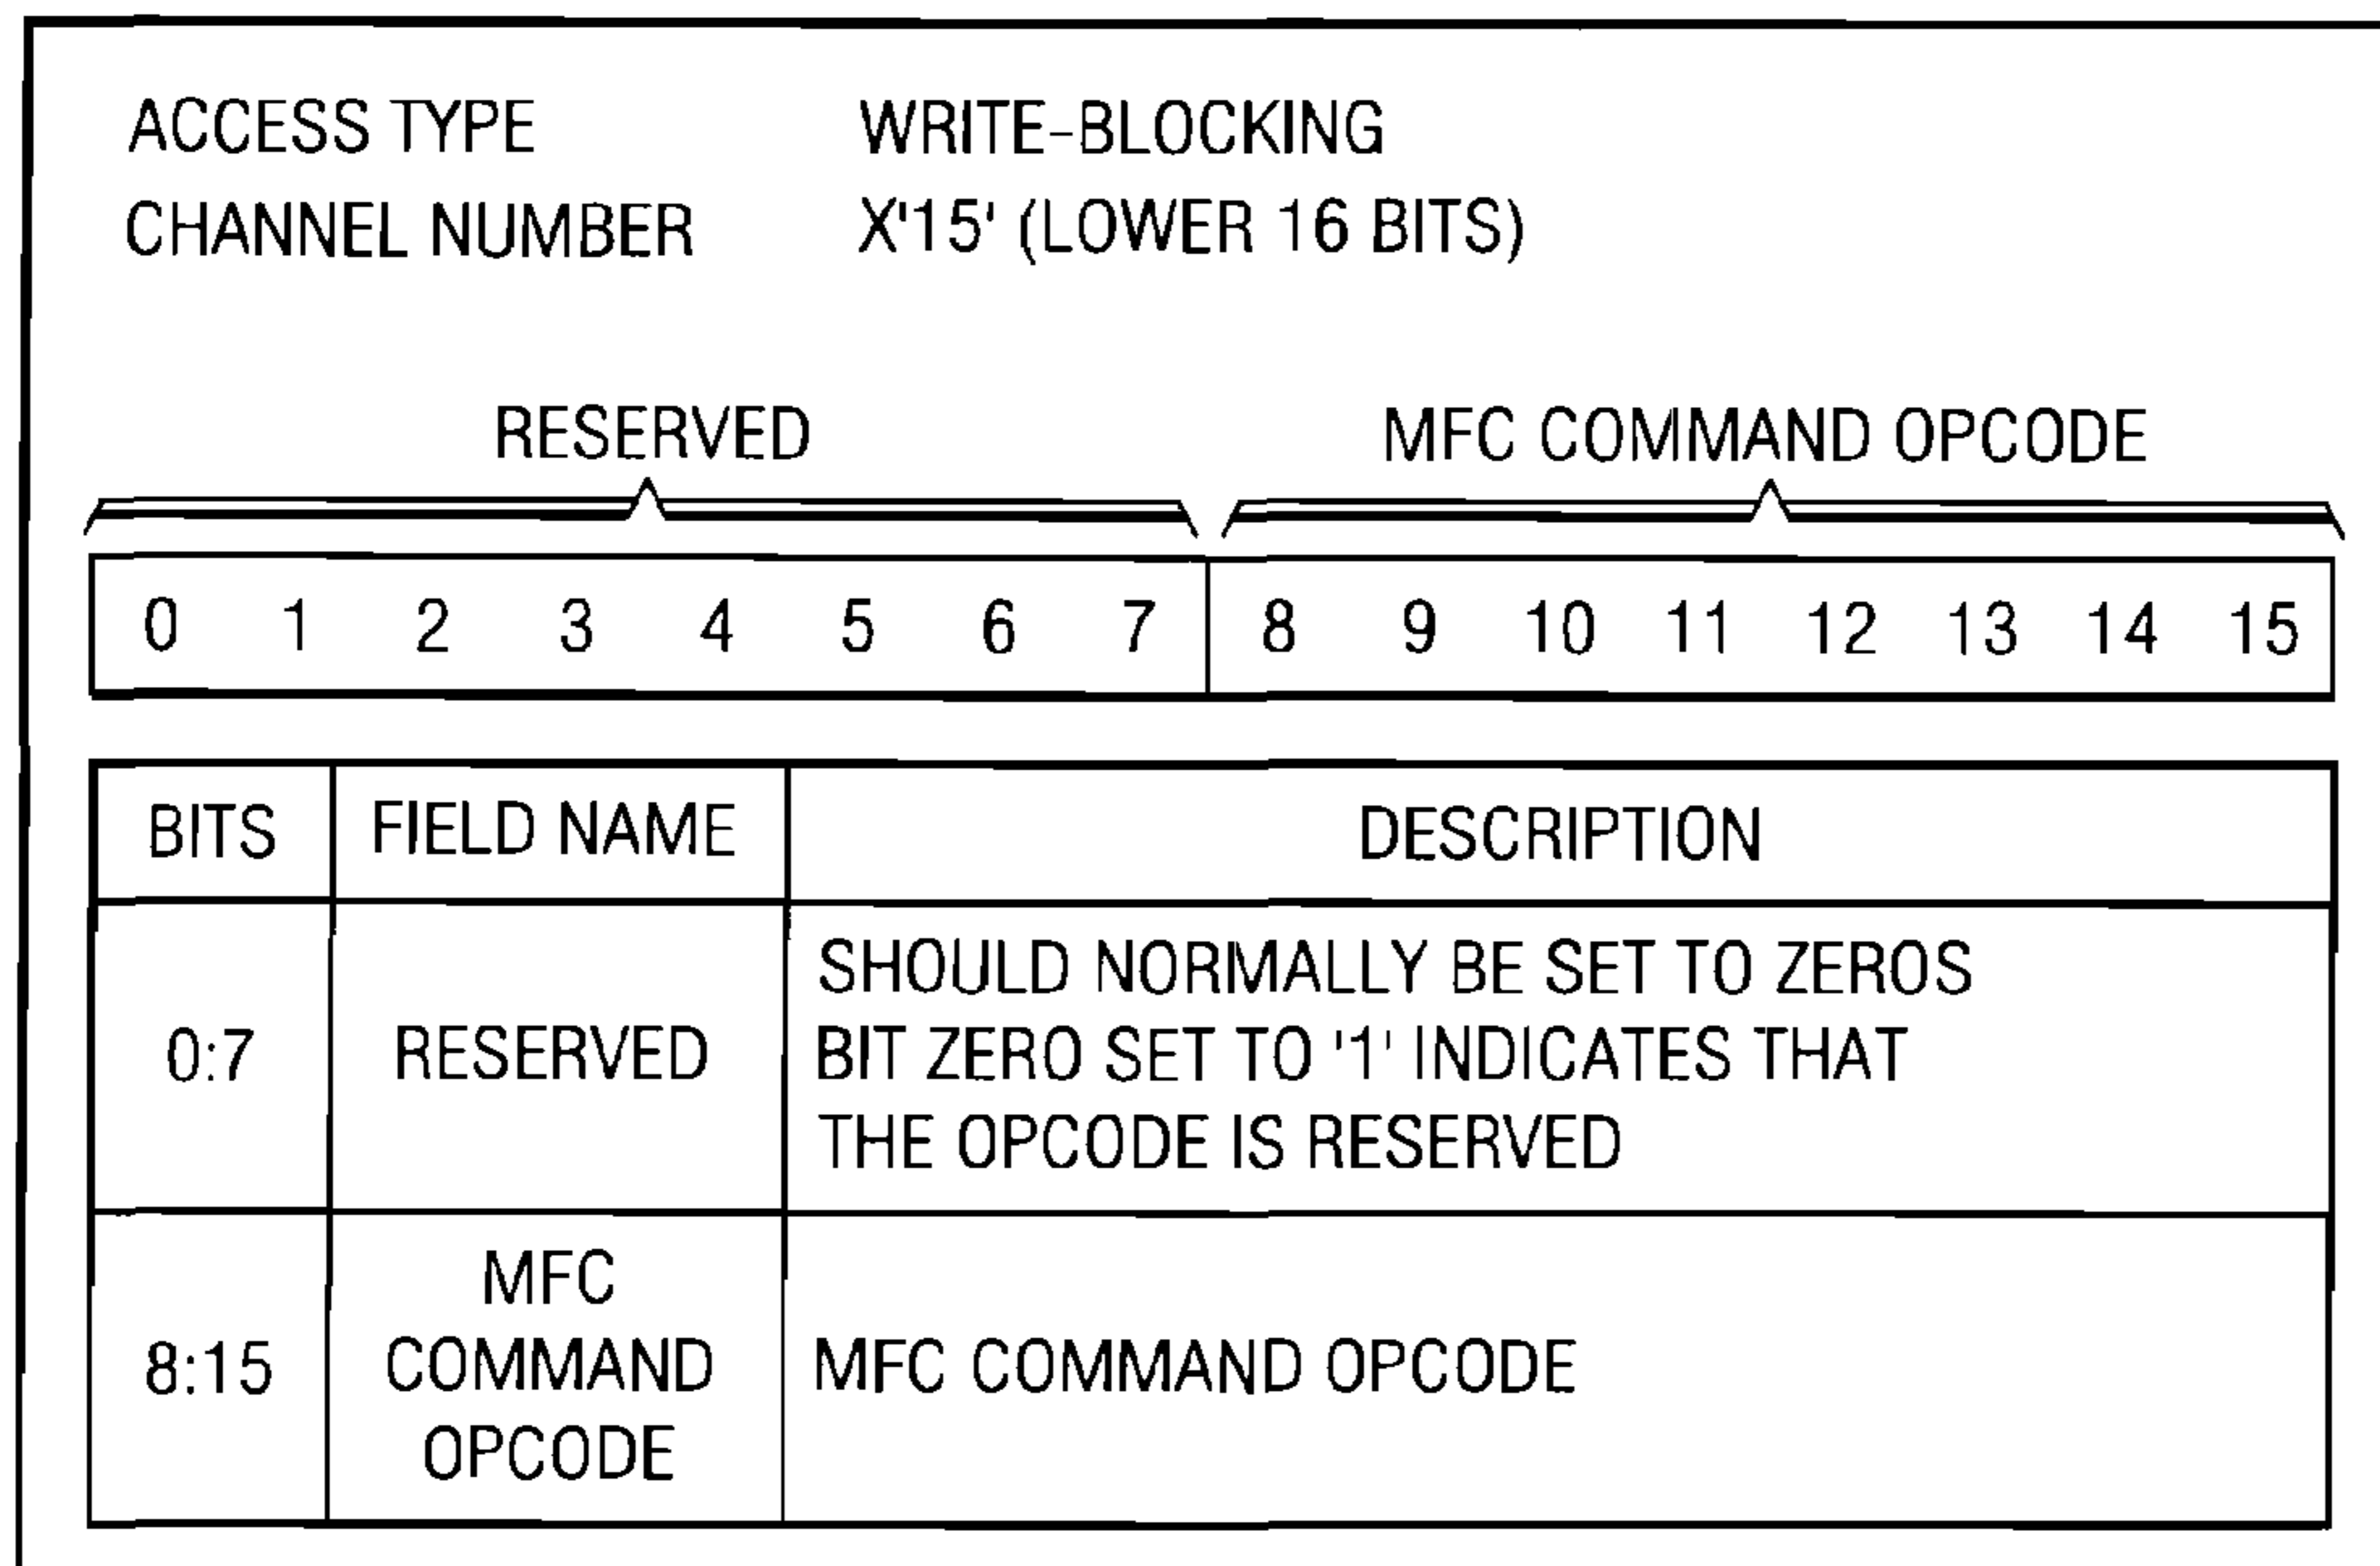 ACCESS TYPE WRITE-BLOCKING
CHANNEL NUMBER X'15' (LOWER 16 BITS)
RESERVED MFC COMMAND OPCODE
0 1 2 3 4 5 6 7 8 9 10 11 12 13 14 15
BITS FIELD NAME DESCRIPTION
0:7 RESERVED SHOULD NORMALLY BE SET TO ZEROS
BIT ZERO SET TO '1' INDICATES THAT
THE OPCODE IS RESERVED
8:15 MFC
COMMAND
OPCODE
MFC COMMAND OPCODE